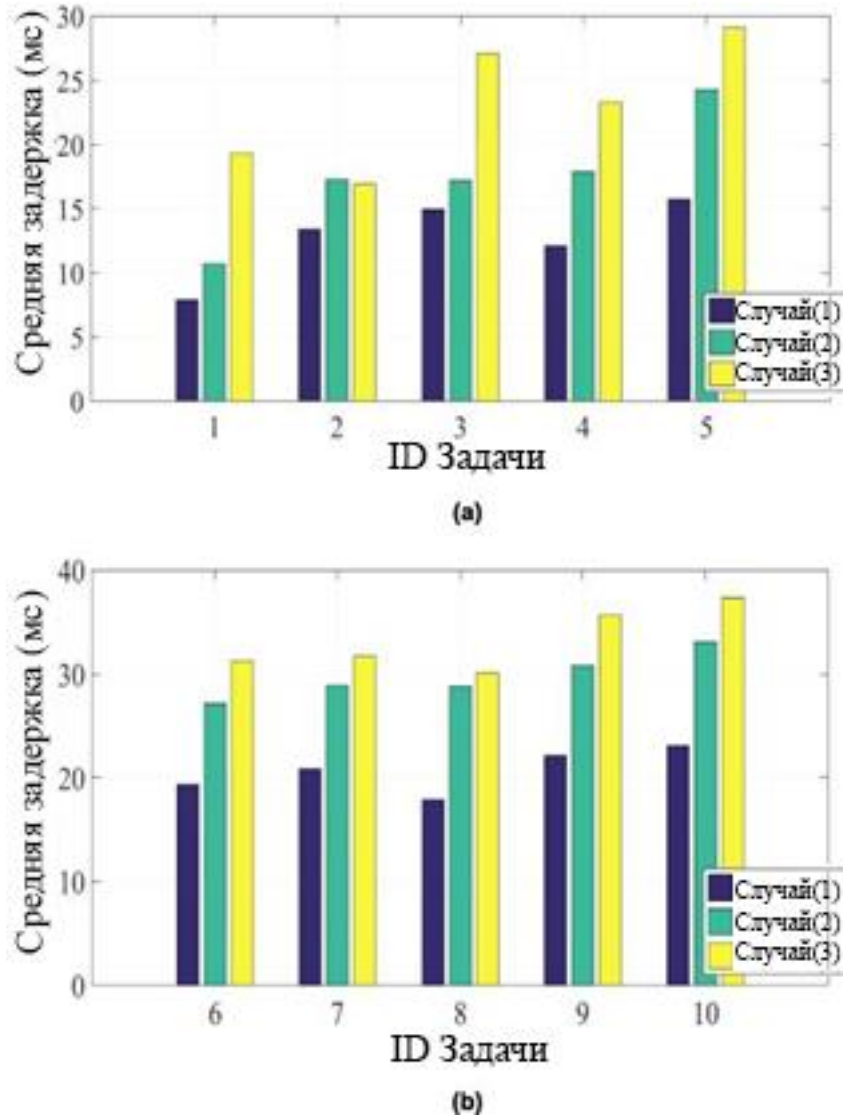 Средняя задержка (мс)
30
25
20
15
10
5
0
1 2 3 4 5
ID Задачи
Случай(1)
Случай(2)
Случай(3)
(a)
Средняя задержка (мс)
40
30
20
10
0
6 7 8 9 10
ID Задачи
Случай(1)
Случай(2)
Случай(3)
(b)